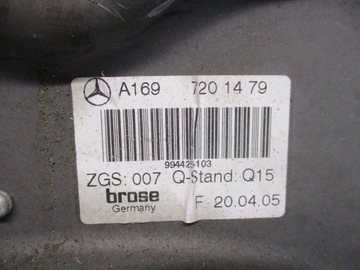 A169 720 14 79
99442-103
ZGS: 007 Q-Stand: Q15
brose F 20.04.05
Germany